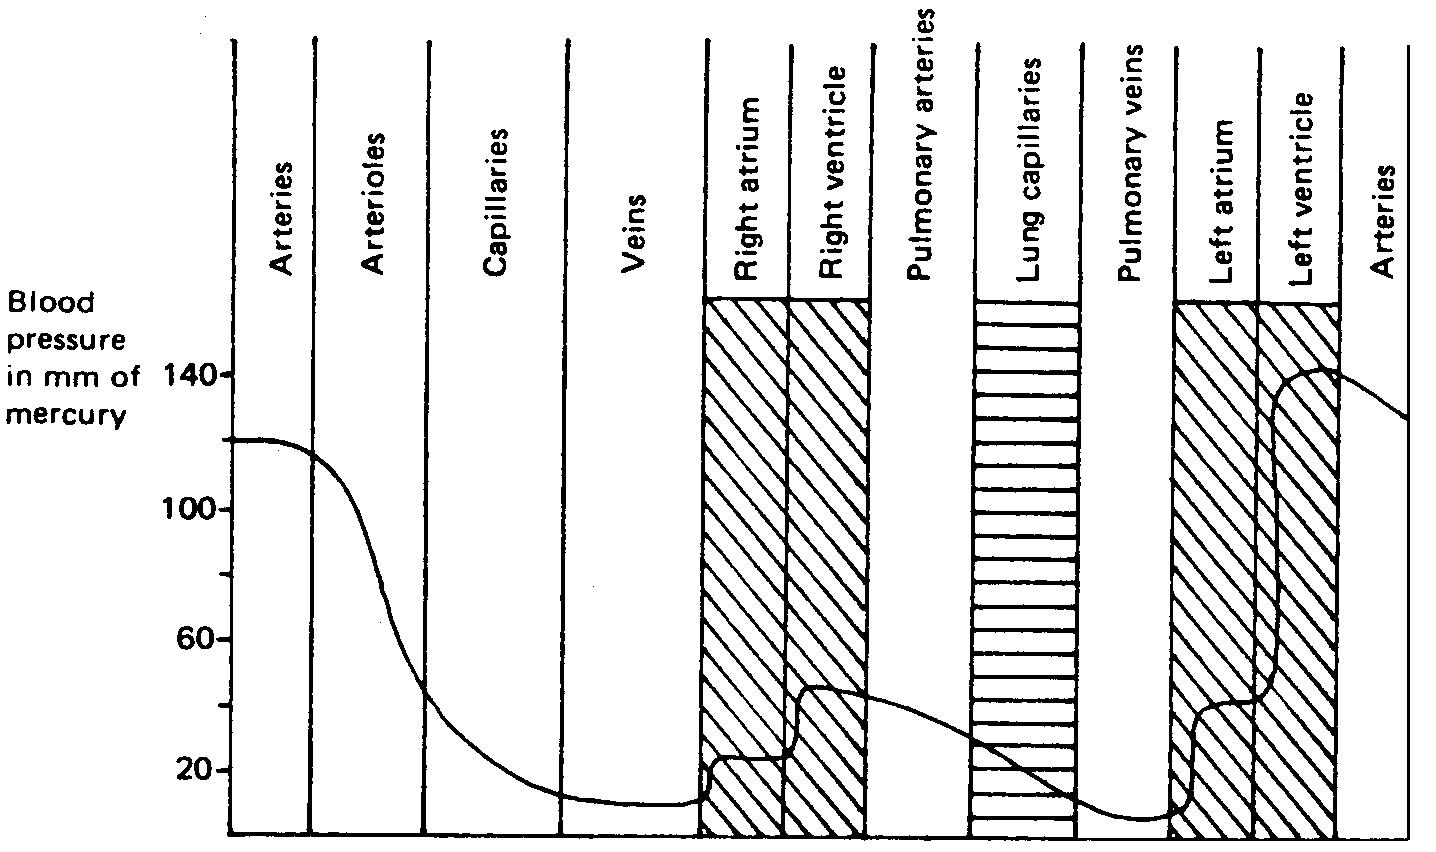 Arteries
Arterioles
Capillaries
Veins
Right atrium
Right ventricle
Pulmonary arteries
Lung capillaries
Pulmonary veins
Left atrium
Left ventricle
Arteries
Blood
pressure
in mm of
mercury
140
100
60
20